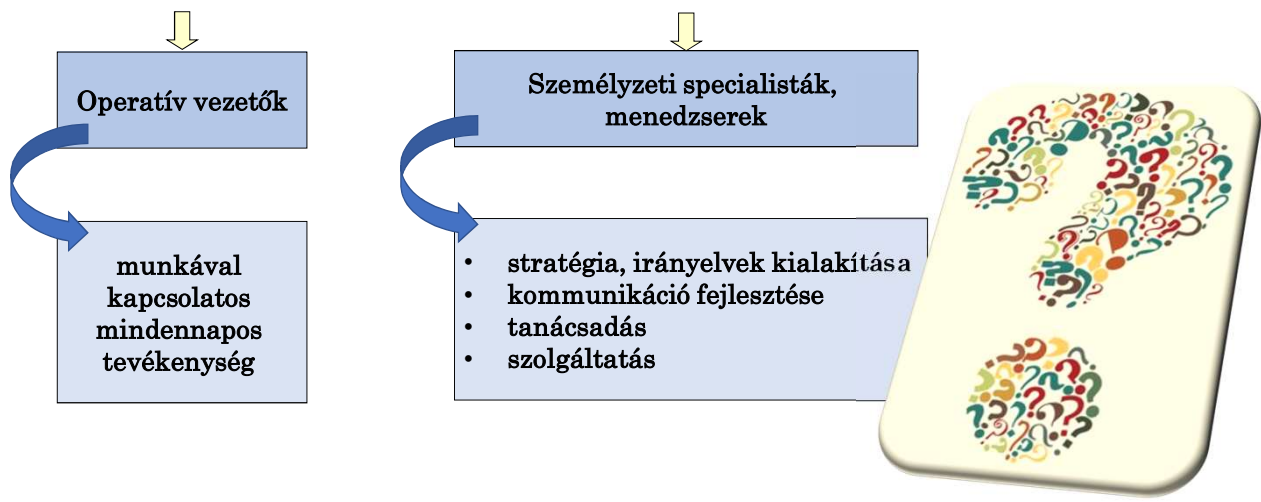 Operatív vezetők
Személyzeti specialisták,
menedzserek
munkával
kapcsolatos
mindennapos
tevékenység
• stratégia, irányelvek kialakítása
• kommunikáció fejlesztése
• tanácsadás
• szolgáltatás